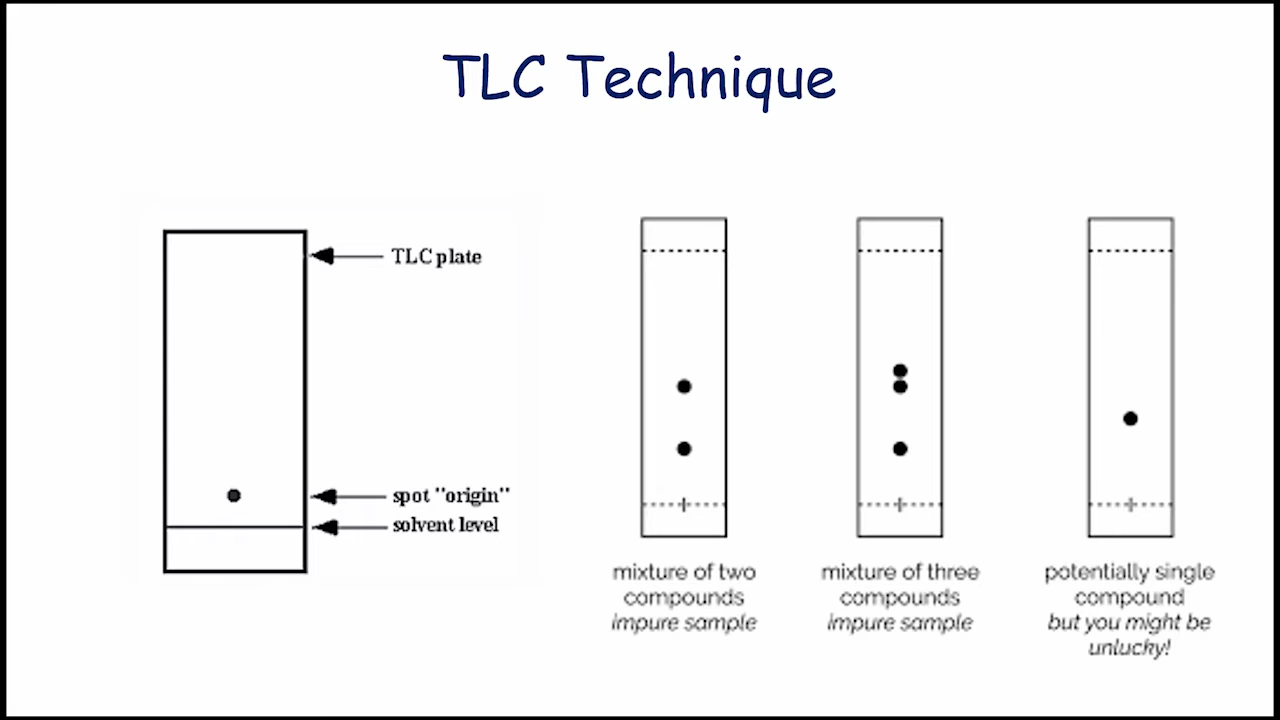 TLC Technique
TLC plate
spot "origin"
solvent level
mixture of two
compounds
impure sample
mixture of three
compounds
impure sample
potentially single
compound
but you might be
unlucky!